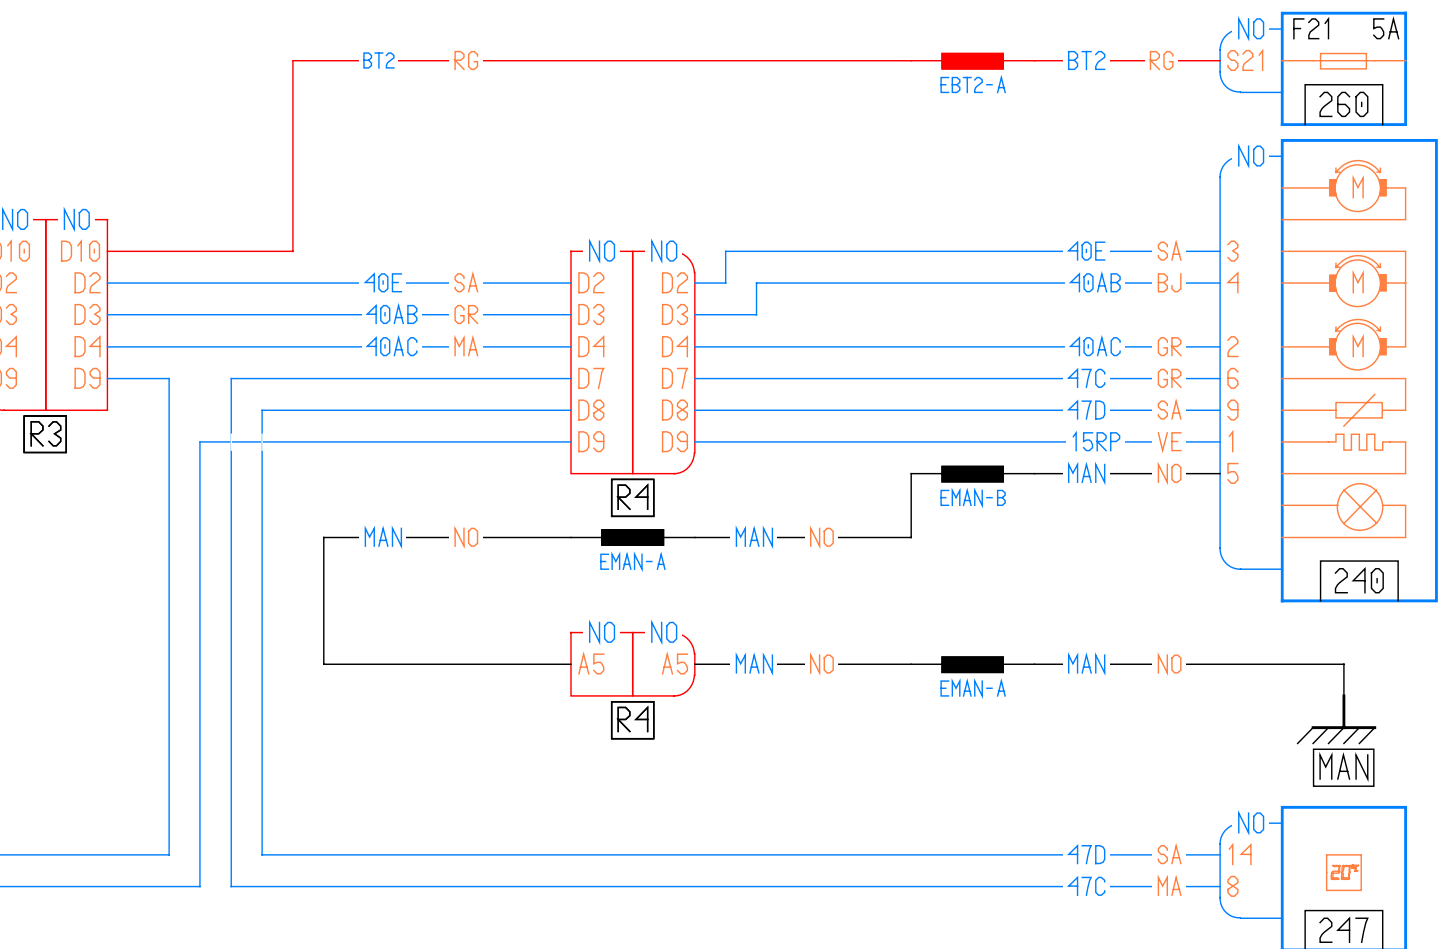 NO F21 5A
BT2 RG BT2 RG S21
EBT2-A
260
NO
M
NO NO
D10 D10 NO NO 40E SA 3
D2 D2 40E SA D2 D2 40AB BJ 4 M
D3 D3 40AB GR D3 D3
D4 D4 40AC MA D4 D4 40AC GR 2 M
D9 D9 D7 D7 47C GR 6
D8 D8 47D SA 9
R3 D9 D9 15RP VE 1
MAN NO 5
R4 EMAN-B
MAN NO MAN NO
EMAN-A
240
NO NO
A5 A5 MAN NO MAN NO
EMAN-A
R4
MAN
NO
47D SA 14
20°C
47C MA 8
247